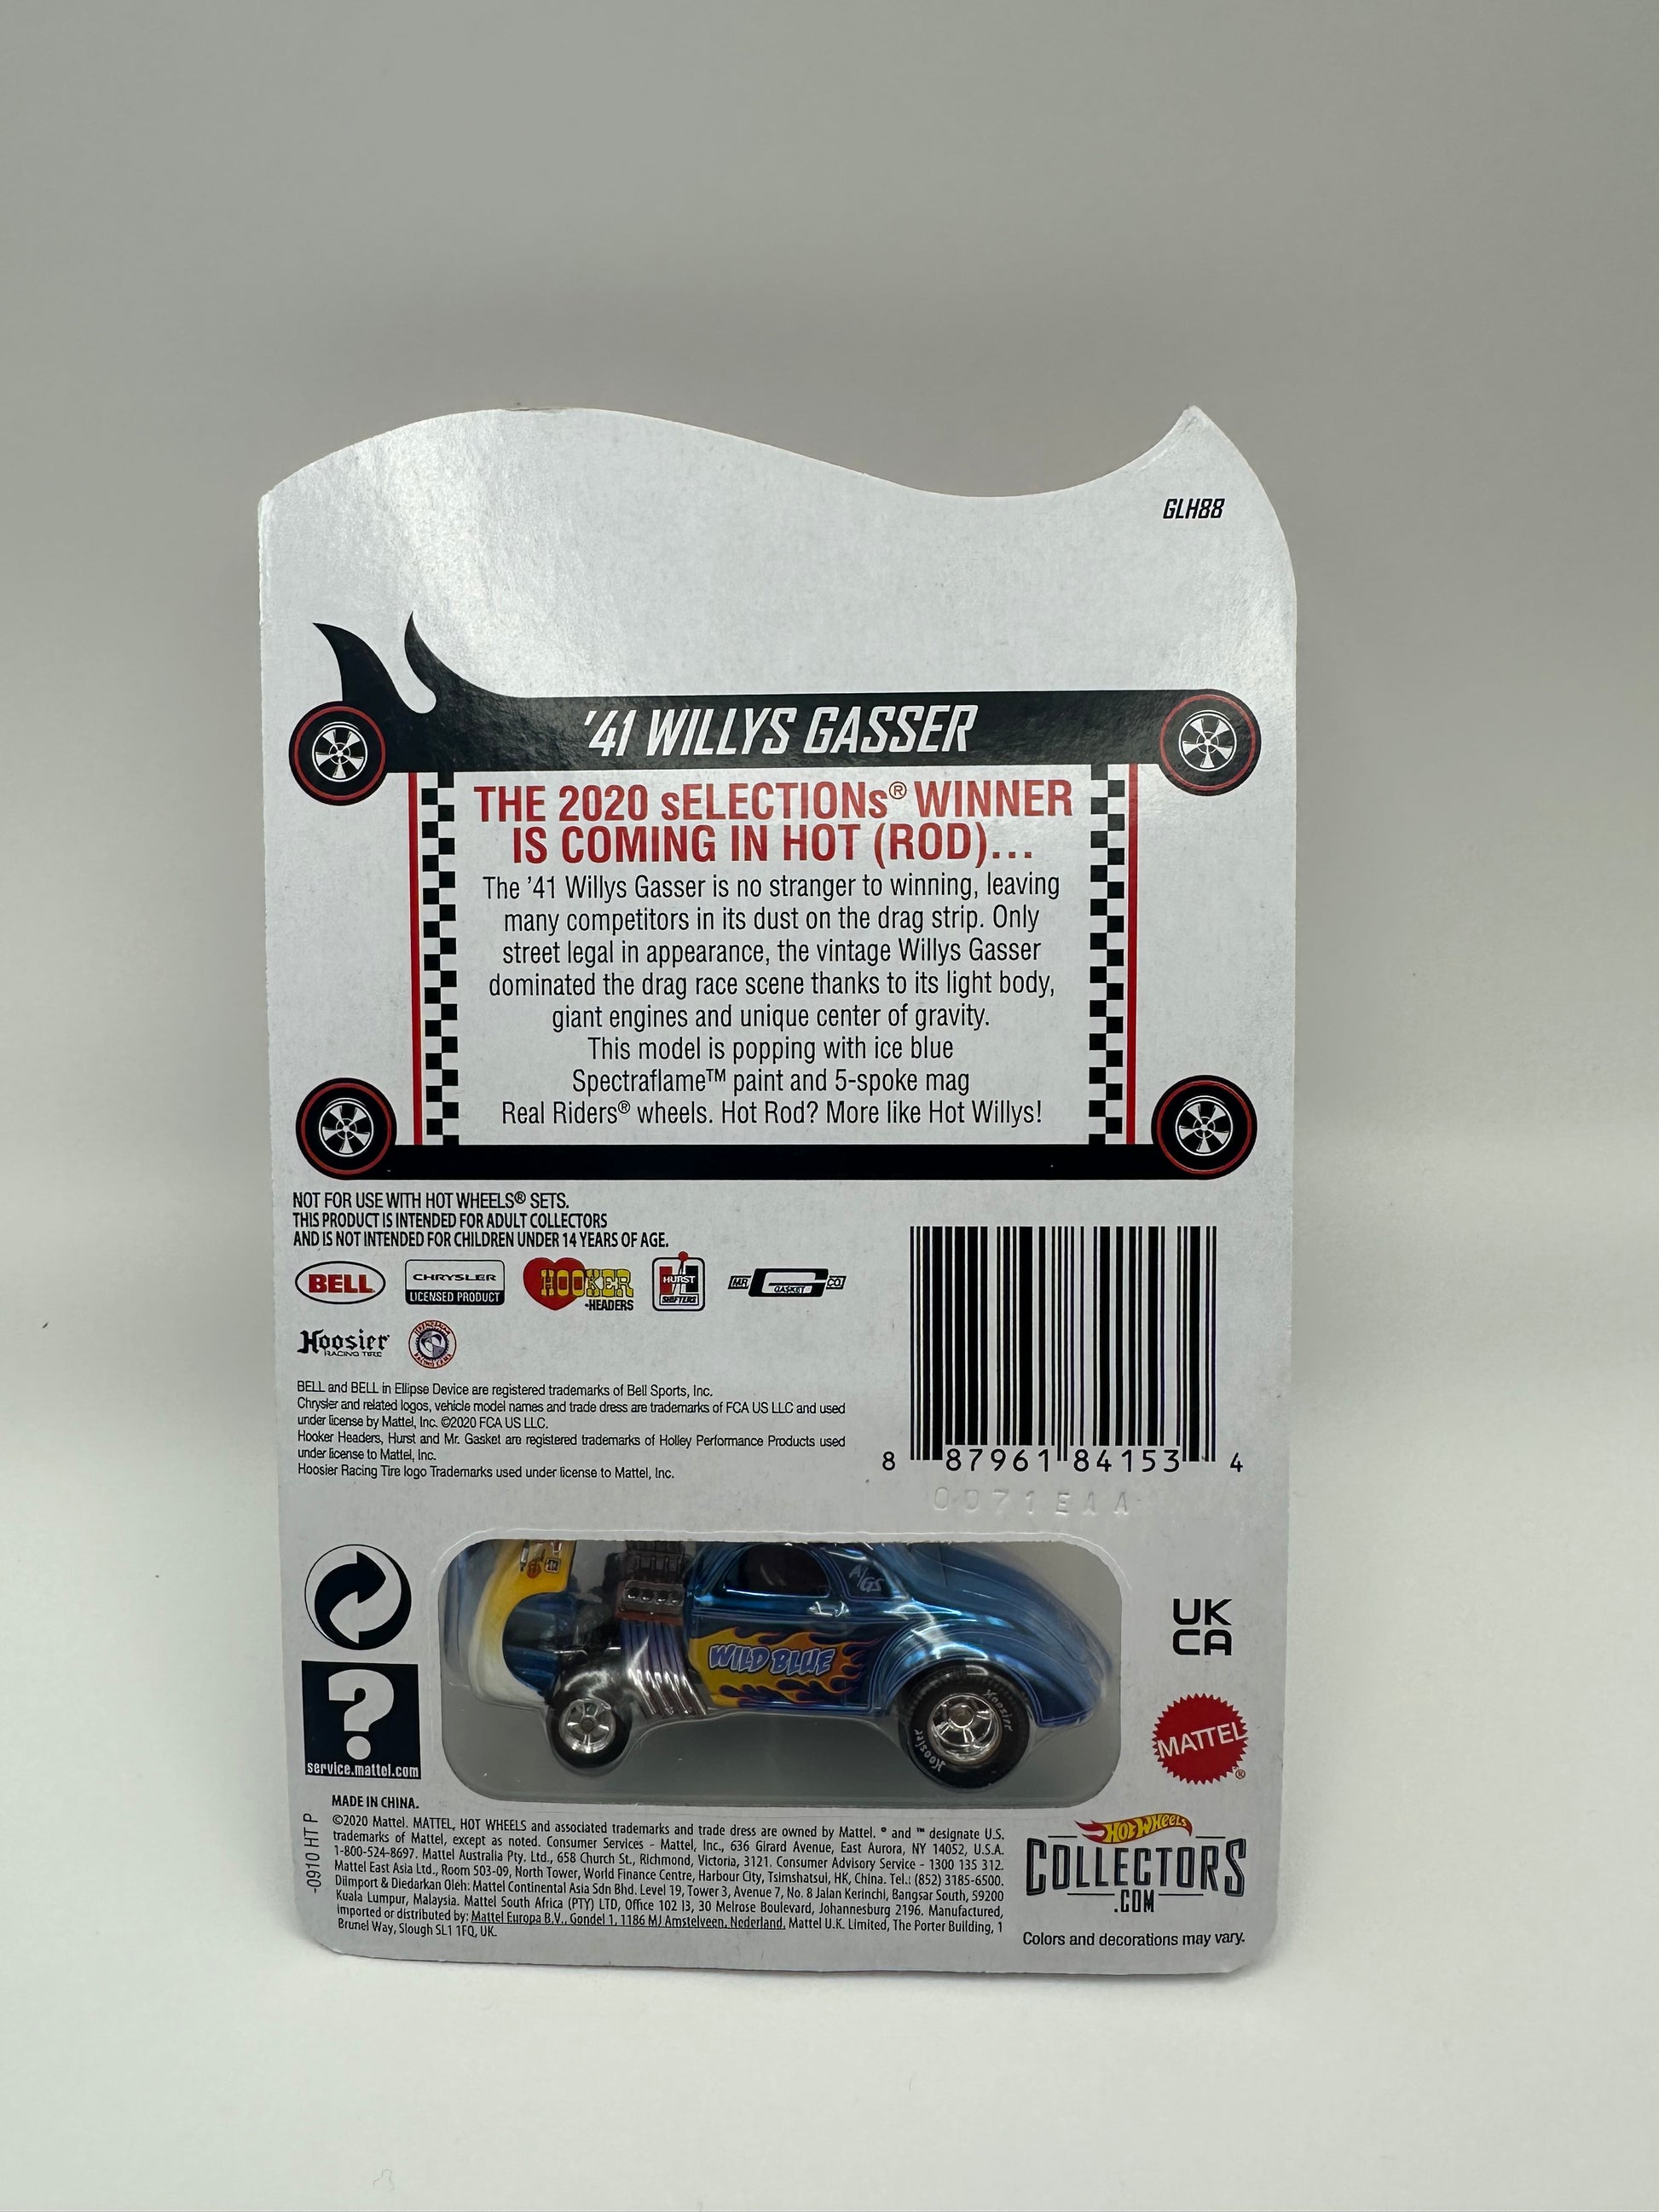 GLH88
'41 WILLYS GASSER
THE 2020 sELECTIONs® WINNER
IS COMING IN HOT (ROD)...
The '41 Willys Gasser is no stranger to winning, leaving
many competitors in its dust on the drag strip. Only
street legal in appearance, the vintage Willys Gasser
dominated the drag race scene thanks to its light body,
giant engines and unique center of gravity.
This model is popping with ice blue
Spectraflame™ paint and 5-spoke mag
Real Riders® wheels. Hot Rod? More like Hot Willys!
NOT FOR USE WITH HOT WHEELS® SETS.
THIS PRODUCT IS INTENDED FOR ADULT COLLECTORS
AND IS NOT INTENDED FOR CHILDREN UNDER 14 YEARS OF AGE.
BELL
CHRYSLER
LICENSED PRODUCT
HOOKER
-HEADERS
HURST
SHIFTERS
MR. GASKET CO
Hoosier
RACING TIRE
BELL and BELL in Ellipse Device are registered trademarks of Bell Sports, Inc.
Chrysler and related logos, vehicle model names and trade dress are trademarks of FCA US LLC and used
under license by Mattel, Inc. ©2020 FCA US LLC.
Hooker Headers, Hurst and Mr. Gasket are registered trademarks of Holley Performance Products used
under license to Mattel, Inc.
Hoosier Racing Tire logo Trademarks used under license to Mattel, Inc.
8 87961 84153 4
A/GS
WILD BLUE
Hoosier
Hoosier
UK
CA
MATTEL®
?
service.mattel.com
MADE IN CHINA.
-0910 HT P
©2020 Mattel. MATTEL, HOT WHEELS and associated trademarks and trade dress are owned by Mattel. ® and ™ designate U.S.
trademarks of Mattel, except as noted. Consumer Services - Mattel, Inc., 636 Girard Avenue, East Aurora, NY 14052, U.S.A.
1-800-524-8697. Mattel Australia Pty. Ltd., 658 Church St., Richmond, Victoria, 3121. Consumer Advisory Service - 1300 135 312.
Mattel East Asia Ltd., Room 503-09, North Tower, World Finance Centre, Harbour City, Tsimshatsui, HK, China. Tel.: (852) 3185-6500.
Diimport & Diedarkan Oleh: Mattel Continental Asia Sdn Bhd. Level 19, Tower 3, Avenue 7, No. 8 Jalan Kerinchi, Bangsar South, 59200
Kuala Lumpur, Malaysia. Mattel South Africa (PTY) LTD, Office 102 I3, 30 Melrose Boulevard, Johannesburg 2196. Manufactured,
imported or distributed by: Mattel Europa B.V., Gondel 1, 1186 MJ Amstelveen, Nederland. Mattel U.K. Limited, The Porter Building, 1
Brunel Way, Slough SL1 1FQ, UK.
Hot Wheels
COLLECTORS
.COM
Colors and decorations may vary.